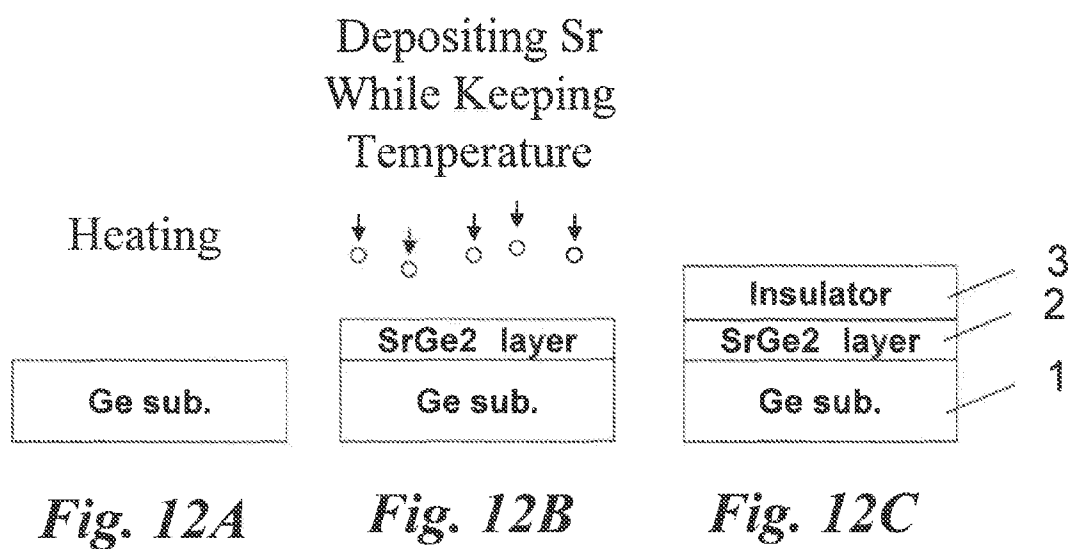 Depositing Sr
While Keeping
Temperature
Heating
Insulator
3
SrGe2 layer
SrGe2 layer
2
Ge sub.
Ge sub.
Ge sub.
1
Fig. 12A
Fig. 12B
Fig. 12C